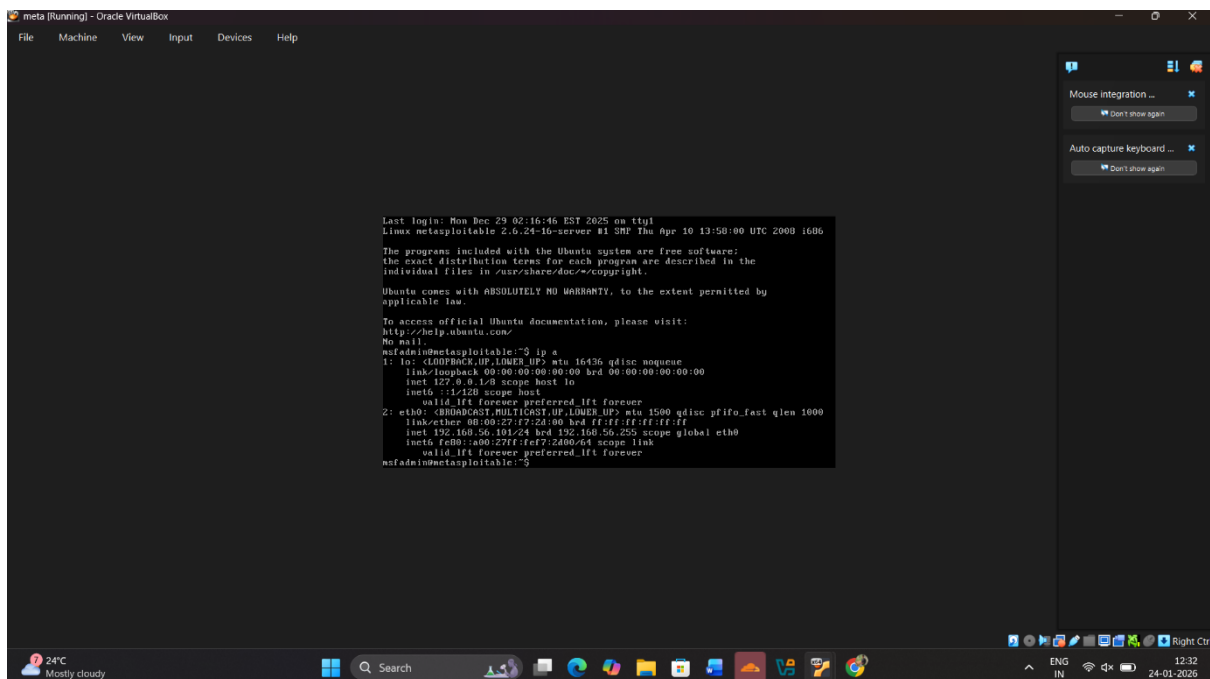 meta [Running] - Oracle VirtualBox
File Machine View Input Devices Help
Mouse integration ...
Don't show again
Auto capture keyboard ...
Don't show again
Last login: Mon Dec 29 02:16:46 EST 2025 on tty1
Linux metasploitable 2.6.24-16-server #1 SMP Thu Apr 10 13:58:00 UTC 2008 i686
The programs included with the Ubuntu system are free software;
the exact distribution terms for each program are described in the
individual files in /usr/share/doc/*/copyright.
Ubuntu comes with ABSOLUTELY NO WARRANTY, to the extent permitted by
applicable law.
To access official Ubuntu documentation, please visit:
http://help.ubuntu.com/
No mail.
msfadmin@metasploitable:~$ ip a
1: lo: <LOOPBACK,UP,LOWER_UP> mtu 16436 qdisc noqueue
link/loopback 00:00:00:00:00:00 brd 00:00:00:00:00:00
inet 127.0.0.1/8 scope host lo
inet6 ::1/128 scope host
valid_lft forever preferred_lft forever
2: eth0: <BROADCAST,MULTICAST,UP,LOWER_UP> mtu 1500 qdisc pfifo_fast qlen 1000
link/ether 08:00:27:f7:2d:00 brd ff:ff:ff:ff:ff:ff
inet 192.168.56.101/24 brd 192.168.56.255 scope global eth0
inet6 fe80::a00:27ff:fef7:2d00/64 scope link
valid_lft forever preferred_lft forever
msfadmin@metasploitable:~$
Right Ctr
7
24°C
Mostly cloudy
Search
ENG
IN
12:32
24-01-2026